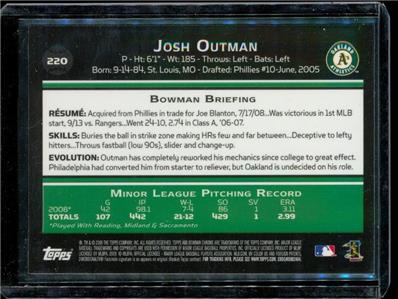 220
JOSH OUTMAN
P - Ht: 6'1" - Wt: 185 - Throws: Left - Bats: Left
Born: 9-14-84, St. Louis, MO - Drafted: Phillies #10-June, 2005
OAKLAND
A's
ATHLETICS
BOWMAN BRIEFING
RÉSUMÉ: Acquired from Phillies in trade for Joe Blanton, 7/17/08...Was victorious in 1st MLB
start, 9/13 vs. Rangers...Went 24-10, 2.74 in Class A, '06-07.
SKILLS: Buries the ball in strike zone making HRs few and far between...Deceptive to lefty
hitters...Throws fastball (low 90s), slider and change-up.
EVOLUTION: Outman has completely reworked his mechanics since college to great effect.
Philadelphia had converted him from starter to reliever, but Oakland is undecided on his role.
MINOR LEAGUE PITCHING RECORD
G IP W-L SO SV ERA
2008* 42 98.1 7-4 86 1 3.11
TOTALS 107 442 21-12 429 1 2.99
*Played With Reading, Midland & Sacramento
Topps